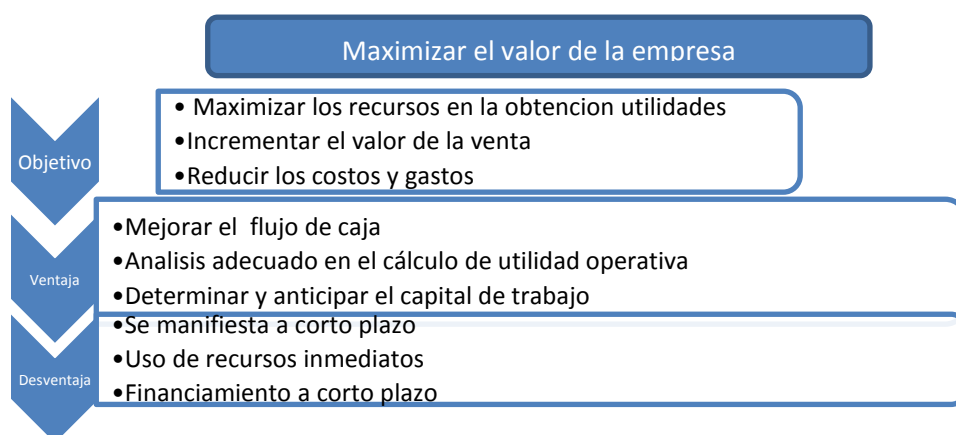 Maximizar el valor de la empresa
Objetivo
• Maximizar los recursos en la obtencion utilidades
•Incrementar el valor de la venta
•Reducir los costos y gastos
Ventaja
•Mejorar el flujo de caja
•Analisis adecuado en el cálculo de utilidad operativa
•Determinar y anticipar el capital de trabajo
Desventaja
•Se manifiesta a corto plazo
•Uso de recursos inmediatos
•Financiamiento a corto plazo